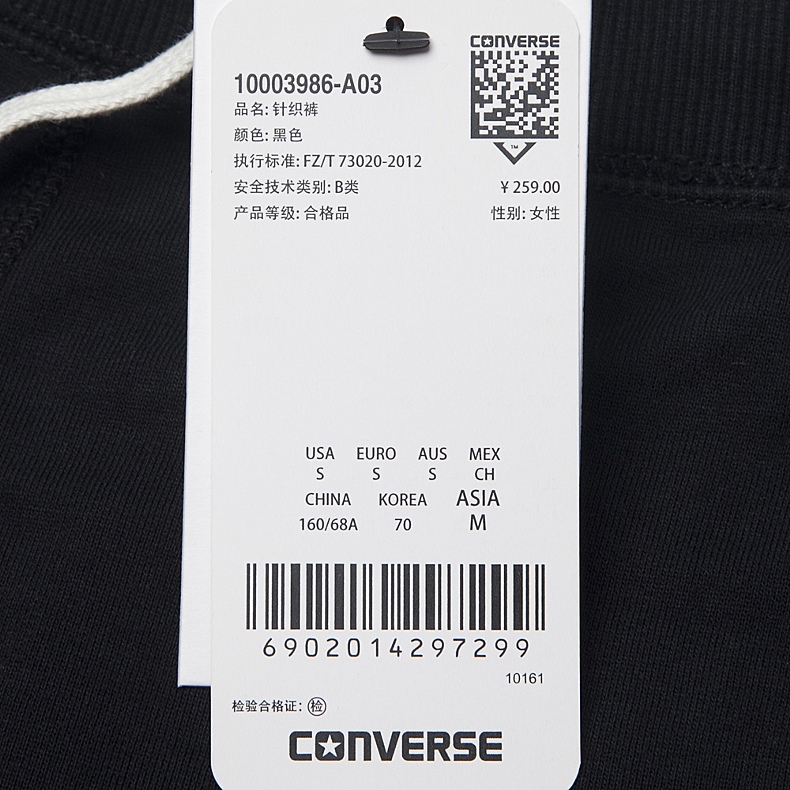 CONVERSE
10003986-A03
品名: 针织裤
颜色: 黑色
执行标准: FZ/T 73020-2012
安全技术类别: B类
¥ 259.00
产品等级: 合格品
性别: 女性
TM
USA EURO AUS MEX
S S S CH
CHINA KOREA ASIA
160/68A 70 M
6902014297299
10161
检验合格证: 检
CONVERSE